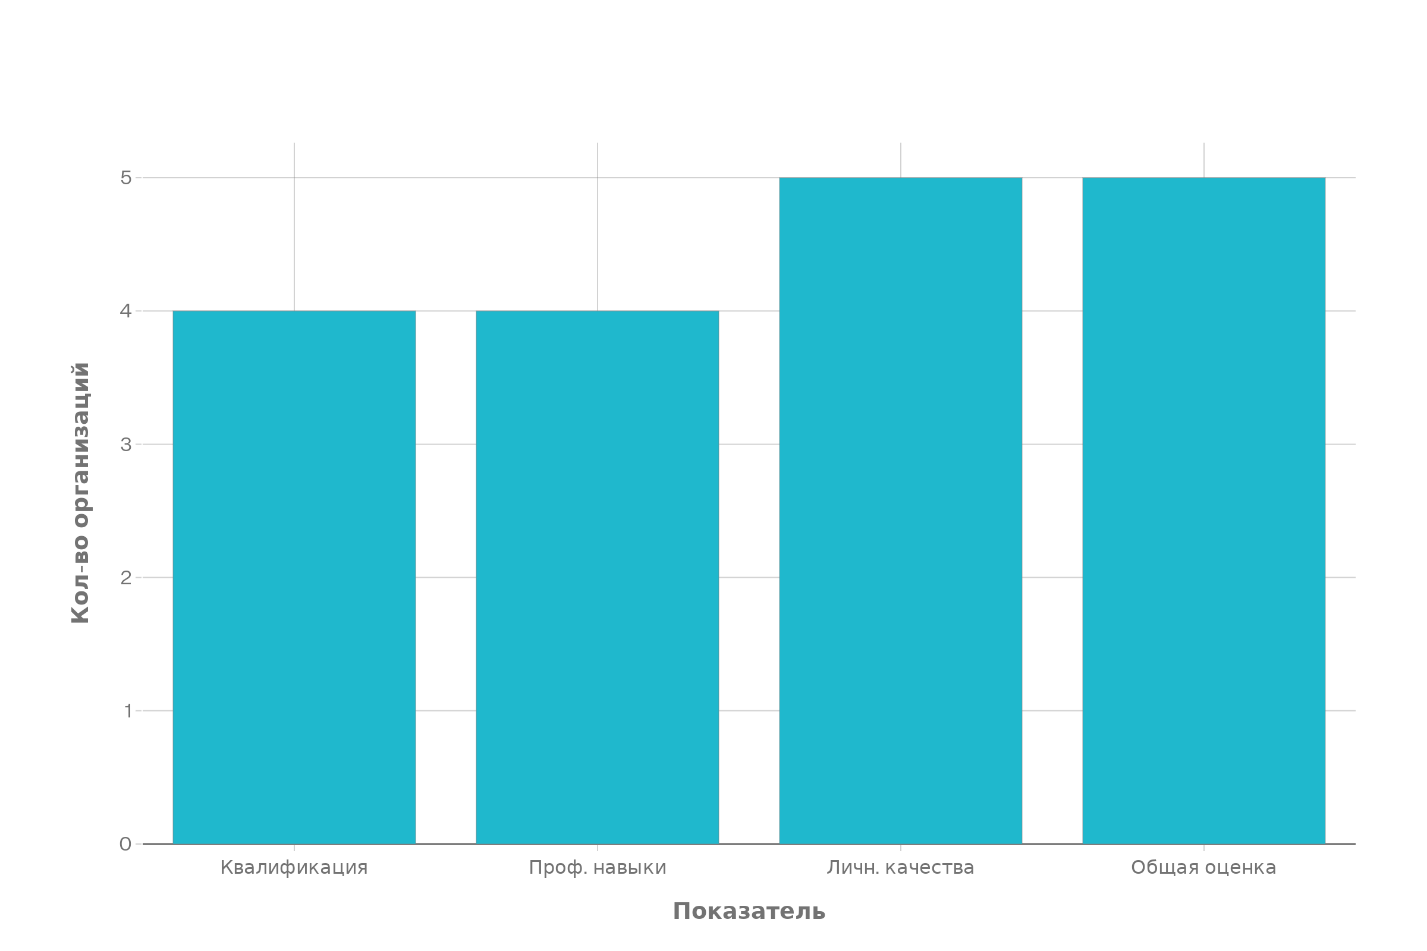 5
4
3
2
1
0
Кол-во организаций
Квалификация
Проф. навыки
Личн. качества
Общая оценка
Показатель